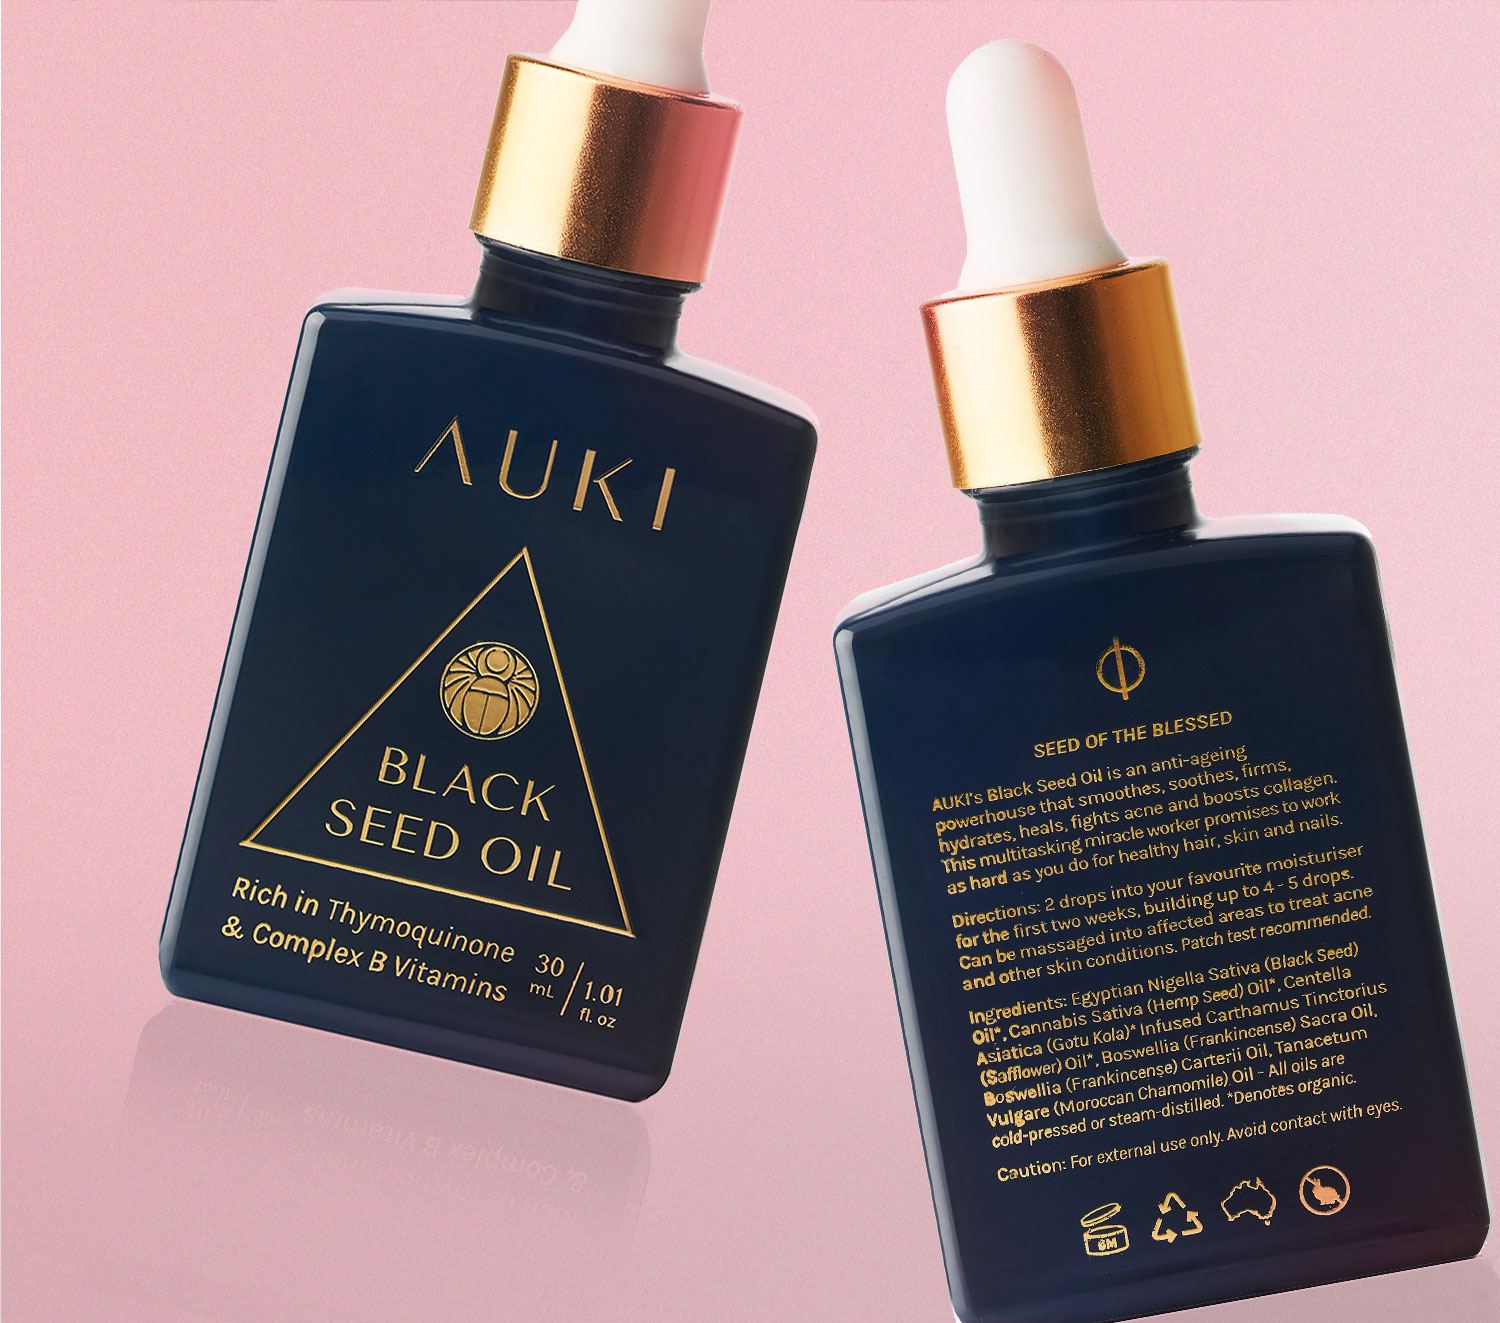 AUKI
BLACK
SEED OIL
Rich in Thymoquinone
& Complex B Vitamins
30
mL
1.01
fl. oz
SEED OF THE BLESSED
AUKI's Black Seed Oil is an anti-ageing
powerhouse that smoothes, soothes, firms,
hydrates, heals, fights acne and boosts collagen.
This multitasking miracle worker promises to work
as hard as you do for healthy hair, skin and nails.
Directions: 2 drops into your favourite moisturiser
for the first two weeks, building up to 4 - 5 drops.
Can be massaged into affected areas to treat acne
and other skin conditions. Patch test recommended.
Ingredients: Egyptian Nigella Sativa (Black Seed)
Oil*, Cannabis Sativa (Hemp Seed) Oil*, Centella
Asiatica (Gotu Kola)* Infused Carthamus Tinctorius
(Safflower) Oil*, Boswellia (Frankincense) Sacra Oil,
Boswellia (Frankincense) Carterii Oil, Tanacetum
Vulgare (Moroccan Chamomile) Oil - All oils are
cold-pressed or steam-distilled. *Denotes organic.
Caution: For external use only. Avoid contact with eyes.
6M